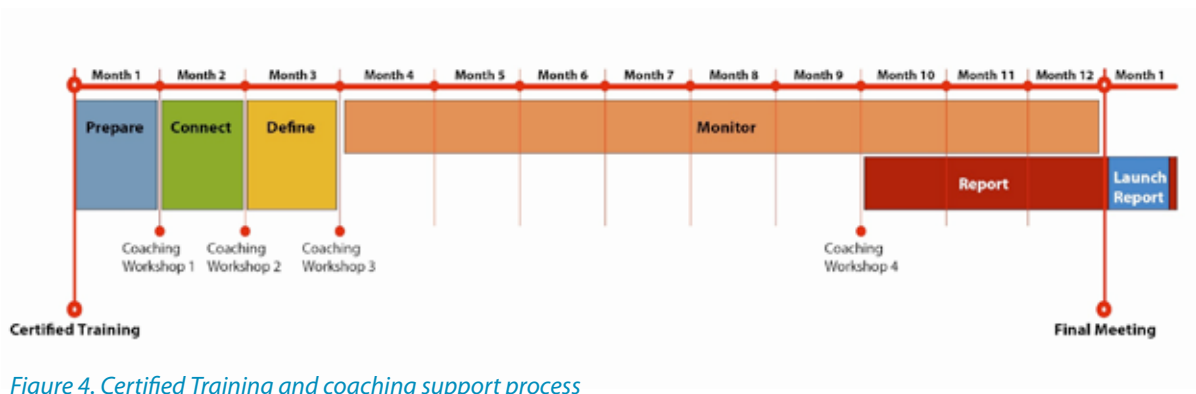 Month 1 Month 2 Month 3 Month 4 Month 5 Month 6 Month 7 Month 8 Month 9 Month 10 Month 11 Month 12 Month 1
Prepare Connect Define Monitor
Report
Launch
Report
Coaching
Workshop 1
Coaching
Workshop 2
Coaching
Workshop 3
Coaching
Workshop 4
Certified Training
Final Meeting
Figure 4. Certified Training and coaching support process